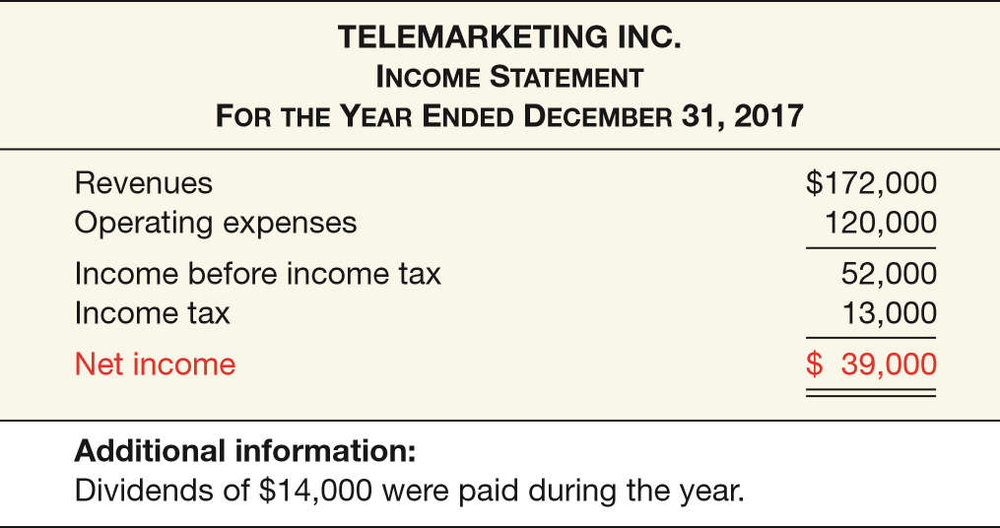 TELEMARKETING INC.
INCOME STATEMENT
FOR THE YEAR ENDED DECEMBER 31, 2017
Revenues $172,000
Operating expenses 120,000
Income before income tax 52,000
Income tax 13,000
Net income $ 39,000
Additional information:
Dividends of $14,000 were paid during the year.